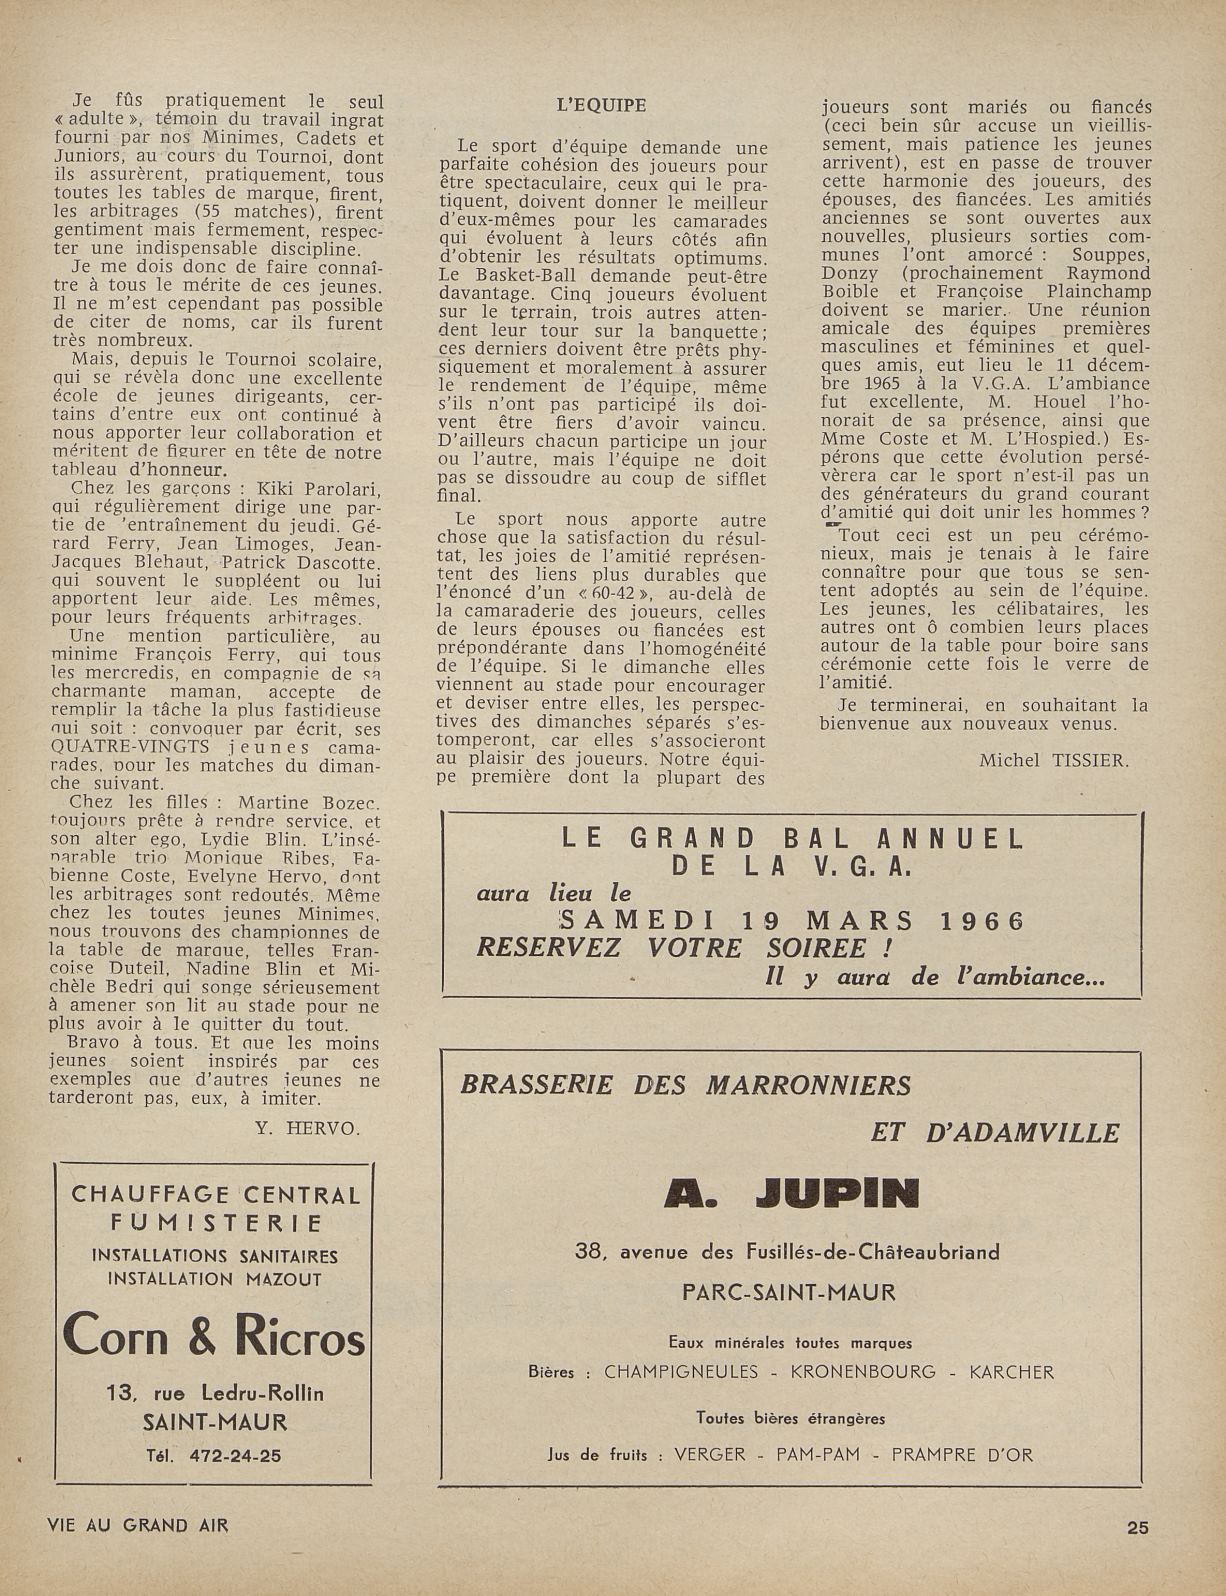 Je fûs pratiquement le seul
« adulte », témoin du travail ingrat
fourni par nos Minimes, Cadets et
Juniors, au cours du Tournoi, dont
ils assurèrent, pratiquement, tous
toutes les tables de marque, firent,
les arbitrages (55 matches), firent
gentiment mais fermement, respec-
ter une indispensable discipline.
Je me dois donc de faire connaî-
tre à tous le mérite de ces jeunes.
Il ne m'est cependant pas possible
de citer de noms, car ils furent
très nombreux.
Mais, depuis le Tournoi scolaire,
qui se révèla donc une excellente
école de jeunes dirigeants, cer-
tains d'entre eux ont continué à
nous apporter leur collaboration et
méritent de figurer en tête de notre
tableau d'honneur.
Chez les garçons : Kiki Parolari,
qui régulièrement dirige une par-
tie de 'entraînement du jeudi. Gé-
rard Ferry, Jean Limoges, Jean-
Jacques Blehaut, Patrick Dascotte,
qui souvent le suppléent ou lui
apportent leur aide. Les mêmes,
pour leurs fréquents arbitrages.
Une mention particulière, au
minime François Ferry, qui tous
les mercredis, en compagnie de sa
charmante maman, accepte de
remplir la tâche la plus fastidieuse
qui soit : convoquer par écrit, ses
QUATRE-VINGTS jeunes cama-
rades, pour les matches du diman-
che suivant.
Chez les filles : Martine Bozec.
toujours prête à rendre service, et
son alter ego, Lydie Blin. L'insé-
parable trio Monique Ribes, Fa-
bienne Coste, Evelyne Hervo, dont
les arbitrages sont redoutés. Même
chez les toutes jeunes Minimes,
nous trouvons des championnes de
la table de marque, telles Fran-
coise Duteil, Nadine Blin et Mi-
chèle Bedri qui songe sérieusement
à amener son lit au stade pour ne
plus avoir à le quitter du tout.
Bravo à tous. Et que les moins
jeunes soient inspirés par ces
exemples que d'autres jeunes ne
tarderont pas, eux, à imiter.
Y. HERVO.
L'EQUIPE
Le sport d'équipe demande une
parfaite cohésion des joueurs pour
être spectaculaire, ceux qui le pra-
tiquent, doivent donner le meilleur
d'eux-mêmes pour les camarades
qui évoluent à leurs côtés afin
d'obtenir les résultats optimums.
Le Basket-Ball demande peut-être
davantage. Cinq joueurs évoluent
sur le terrain, trois autres atten-
dent leur tour sur la banquette ;
ces derniers doivent être prêts phy-
siquement et moralement à assurer
le rendement de l'équipe, même
s'ils n'ont pas participé ils doi-
vent être fiers d'avoir vaincu.
D'ailleurs chacun participe un jour
ou l'autre, mais l'équipe ne doit
pas se dissoudre au coup de sifflet
final.
Le sport nous apporte autre
chose que la satisfaction du résul-
tat, les joies de l'amitié représen-
tent des liens plus durables que
l'énoncé d'un « 60-42 », au-delà de
la camaraderie des joueurs, celles
de leurs épouses ou fiancées est
prépondérante dans l'homogénéité
de l'équipe. Si le dimanche elles
viennent au stade pour encourager
et deviser entre elles, les perspec-
tives des dimanches séparés s'es-
tomperont, car elles s'associeront
au plaisir des joueurs. Notre équi-
pe première dont la plupart des
joueurs sont mariés ou fiancés
(ceci bein sûr accuse un vieillis-
sement, mais patience les jeunes
arrivent), est en passe de trouver
cette harmonie des joueurs, des
épouses, des fiancées. Les amitiés
anciennes se sont ouvertes aux
nouvelles, plusieurs sorties com-
munes l'ont amorcé : Souppes,
Donzy (prochainement Raymond
Boible et Françoise Plainchamp
doivent se marier. Une réunion
amicale des équipes premières
masculines et féminines et quel-
ques amis, eut lieu le 11 décem-
bre 1965 à la V.G.A. L'ambiance
fut excellente, M. Houel l'ho-
norait de sa présence, ainsi que
Mme Coste et M. L'Hospied.) Es-
pérons que cette évolution persé-
vèrera car le sport n'est-il pas un
des générateurs du grand courant
d'amitié qui doit unir les hommes ?
Tout ceci est un peu cérémo-
nieux, mais je tenais à le faire
connaître pour que tous se sen-
tent adoptés au sein de l'équipe.
Les jeunes, les célibataires, les
autres ont ô combien leurs places
autour de la table pour boire sans
cérémonie cette fois le verre de
l'amitié.
Je terminerai, en souhaitant la
bienvenue aux nouveaux venus.
Michel TISSIER.
LE GRAND BAL ANNUEL
DE LA V.G.A.
aura lieu le
SAMEDI 19 MARS 1966
RESERVEZ VOTRE SOIREE !
Il y aura de l'ambiance...
CHAUFFAGE CENTRAL
FUMISTERIE
INSTALLATIONS SANITAIRES
INSTALLATION MAZOUT
Corn & Ricros
13, rue Ledru-Rollin
SAINT-MAUR
Tél. 472-24-25
BRASSERIE DES MARRONNIERS
ET D'ADAMVILLE
A. JUPIN
38, avenue des Fusillés-de-Châteaubriand
PARC-SAINT-MAUR
Eaux minérales toutes marques
Bières : CHAMPIGNEULES - KRONENBOURG - KARCHER
Toutes bières étrangères
Jus de fruits : VERGER - PAM-PAM - PRAMPRE D'OR
VIE AU GRAND AIR
25